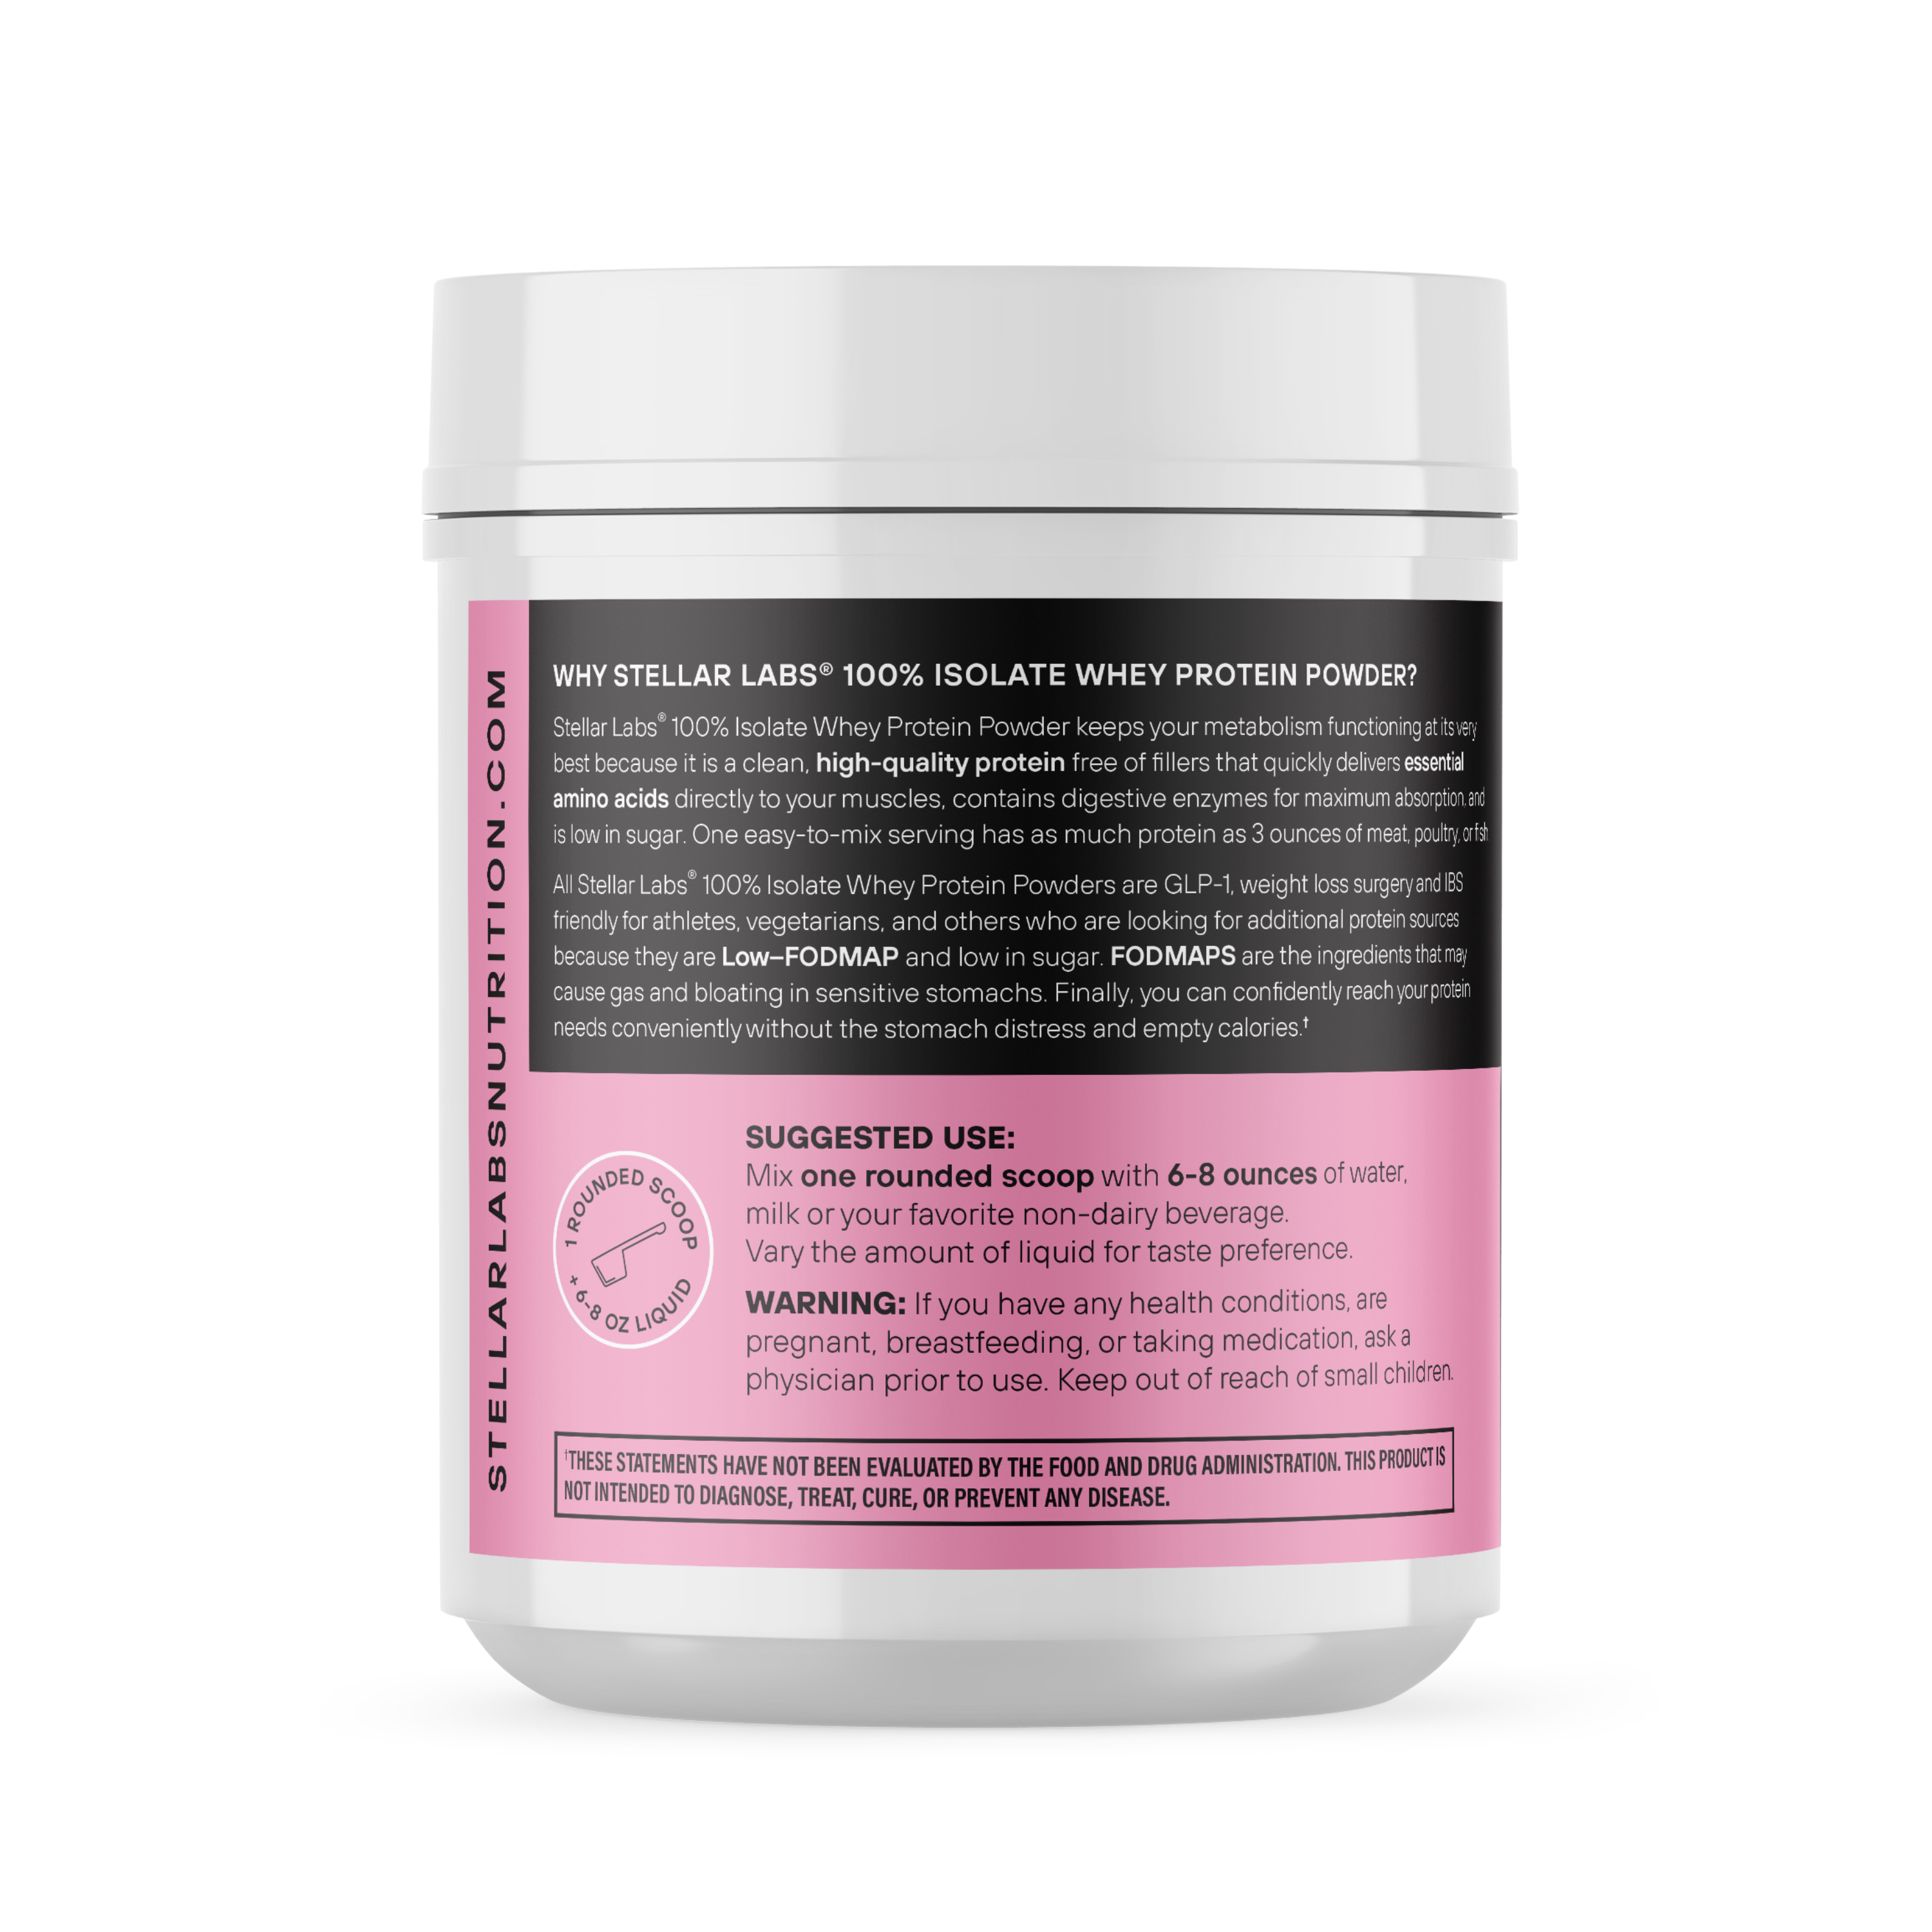 STELLARLABSNUTRITION.COM
WHY STELLAR LABS® 100% ISOLATE WHEY PROTEIN POWDER?
Stellar Labs® 100% Isolate Whey Protein Powder keeps your metabolism functioning at its very
best because it is a clean, high-quality protein free of fillers that quickly delivers essential
amino acids directly to your muscles, contains digestive enzymes for maximum absorption, and
is low in sugar. One easy-to-mix serving has as much protein as 3 ounces of meat, poultry, or fish
All Stellar Labs® 100% Isolate Whey Protein Powders are GLP-1, weight loss surgery and IBS
friendly for athletes, vegetarians, and others who are looking for additional protein sources
because they are Low–FODMAP and low in sugar. FODMAPS are the ingredients that may
cause gas and bloating in sensitive stomachs. Finally, you can confidently reach your protein
needs conveniently without the stomach distress and empty calories.†
1 ROUNDED SCOOP
+ 6-8 OZ LIQUID
SUGGESTED USE:
Mix one rounded scoop with 6-8 ounces of water,
milk or your favorite non-dairy beverage.
Vary the amount of liquid for taste preference.
WARNING: If you have any health conditions, are
pregnant, breastfeeding, or taking medication, ask a
physician prior to use. Keep out of reach of small children.
†THESE STATEMENTS HAVE NOT BEEN EVALUATED BY THE FOOD AND DRUG ADMINISTRATION. THIS PRODUCT IS
NOT INTENDED TO DIAGNOSE, TREAT, CURE, OR PREVENT ANY DISEASE.